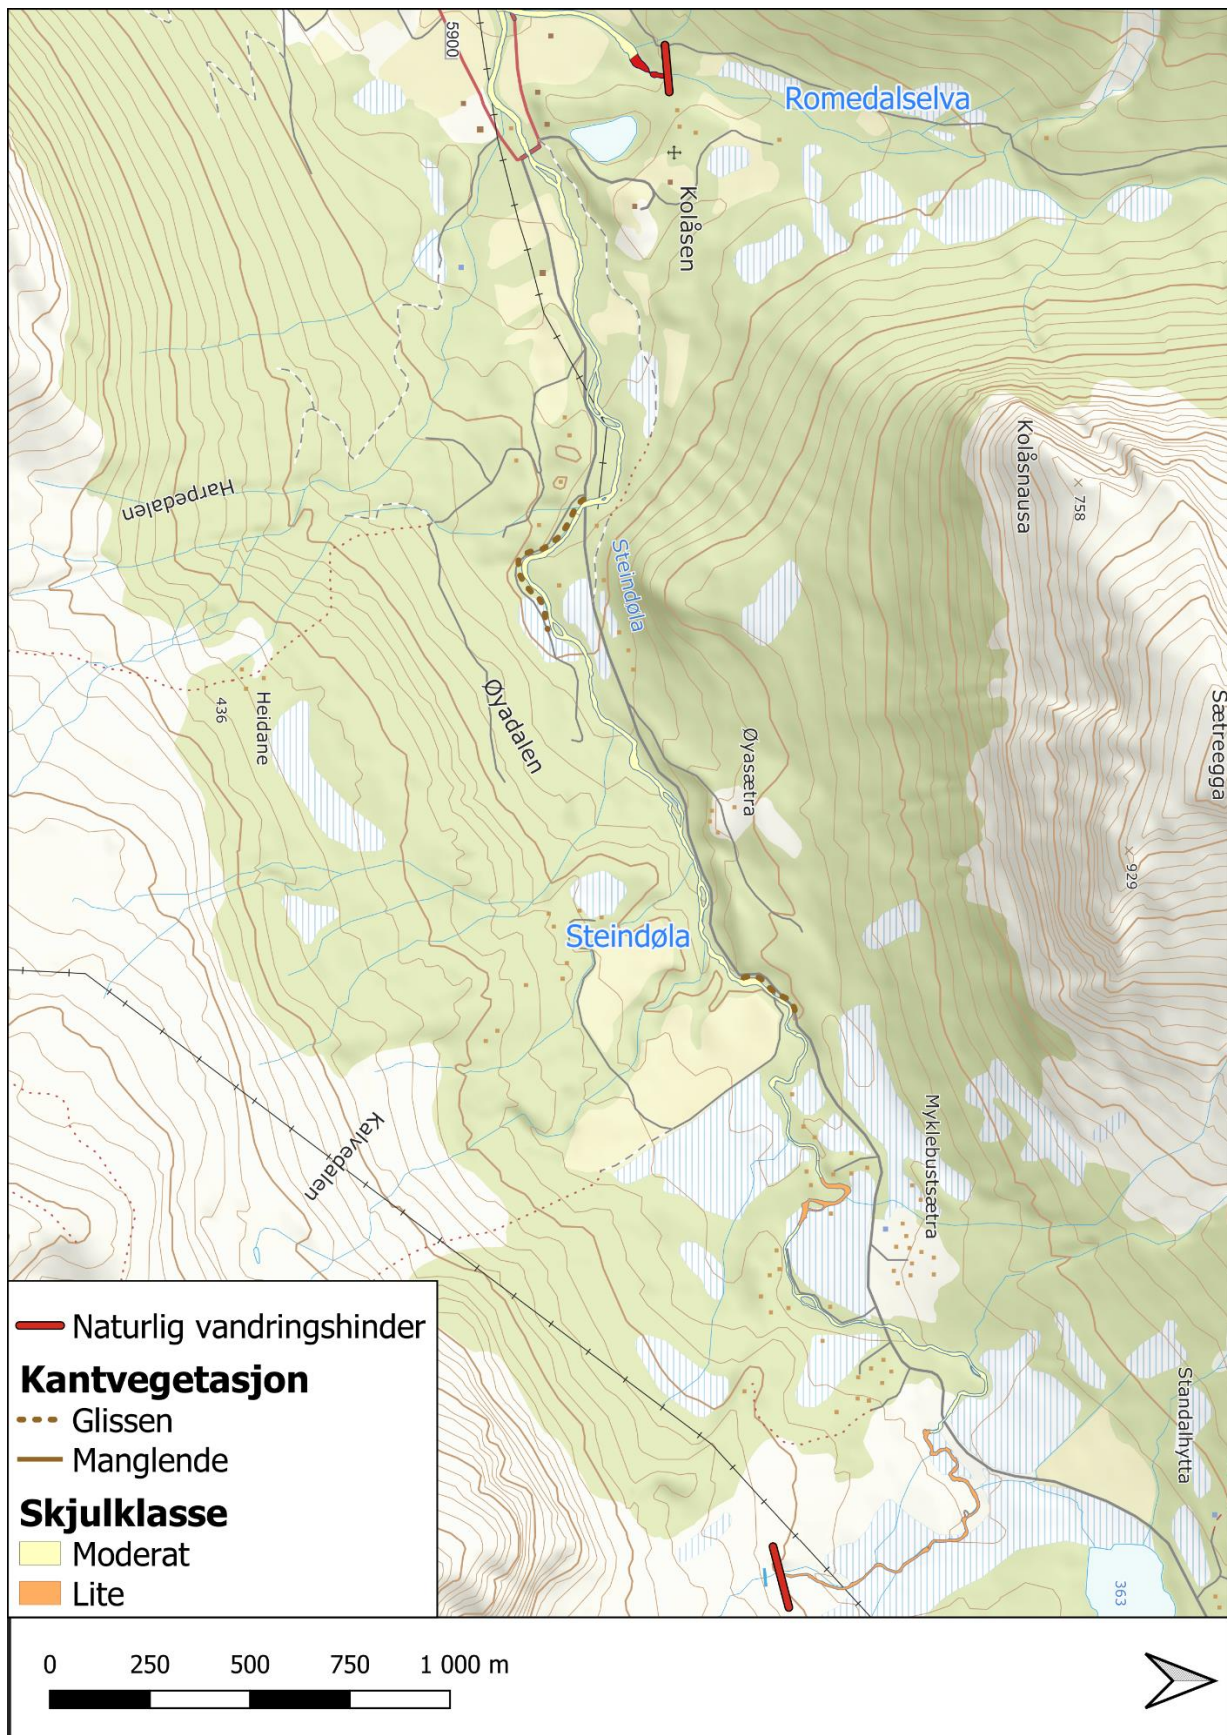 5900
Romedalselva
Kolåsen
Kolåsnausa
758
Harpedalen
Steindøla
Sætreegga
436
Heidane
Øyadalen
Øyasætra
929
Steindøla
Myklebustsætra
Kalvedalen
Standalhytta
363
Naturlig vandringshinder
Kantvegetasjon
Glissen
Manglende
Skjulklasse
Moderat
Lite
0 250 500 750 1 000 m